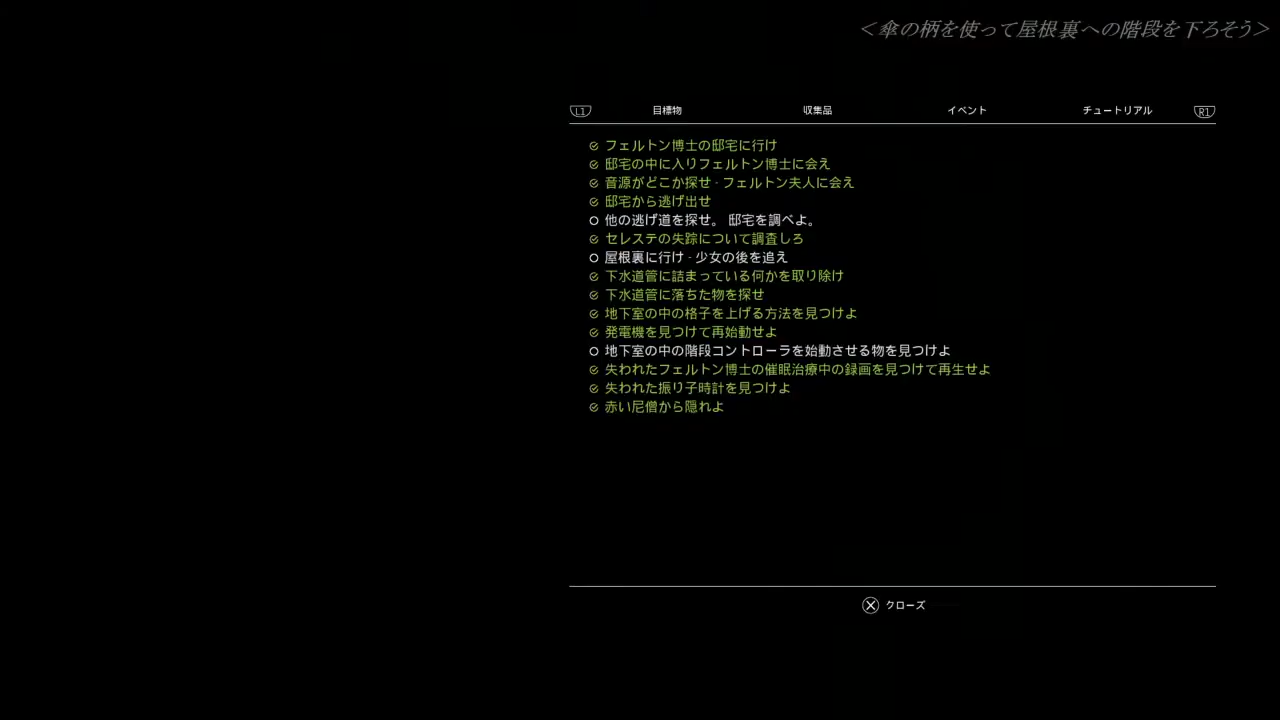 ＜傘の柄を使って屋根裏への階段を下ろそう＞
L1 目標物 収集品 イベント チュートリアル R1
フェルトン博士の邸宅に行け
邸宅の中に入りフェルトン博士に会え
音源がどこか探せ - フェルトン夫人に会え
邸宅から逃げ出せ
他の逃げ道を探せ。 邸宅を調べよ。
セレステの失踪について調査しろ
屋根裏に行け - 少女の後を追え
下水道管に詰まっている何かを取り除け
下水道管に落ちた物を探せ
地下室の中の格子を上げる方法を見つけよ
発電機を見つけて再始動せよ
地下室の中の階段コントローラを始動させる物を見つけよ
失われたフェルトン博士の催眠治療中の録画を見つけて再生せよ
失われた振り子時計を見つけよ
赤い尼僧から隠れよ
クローズ